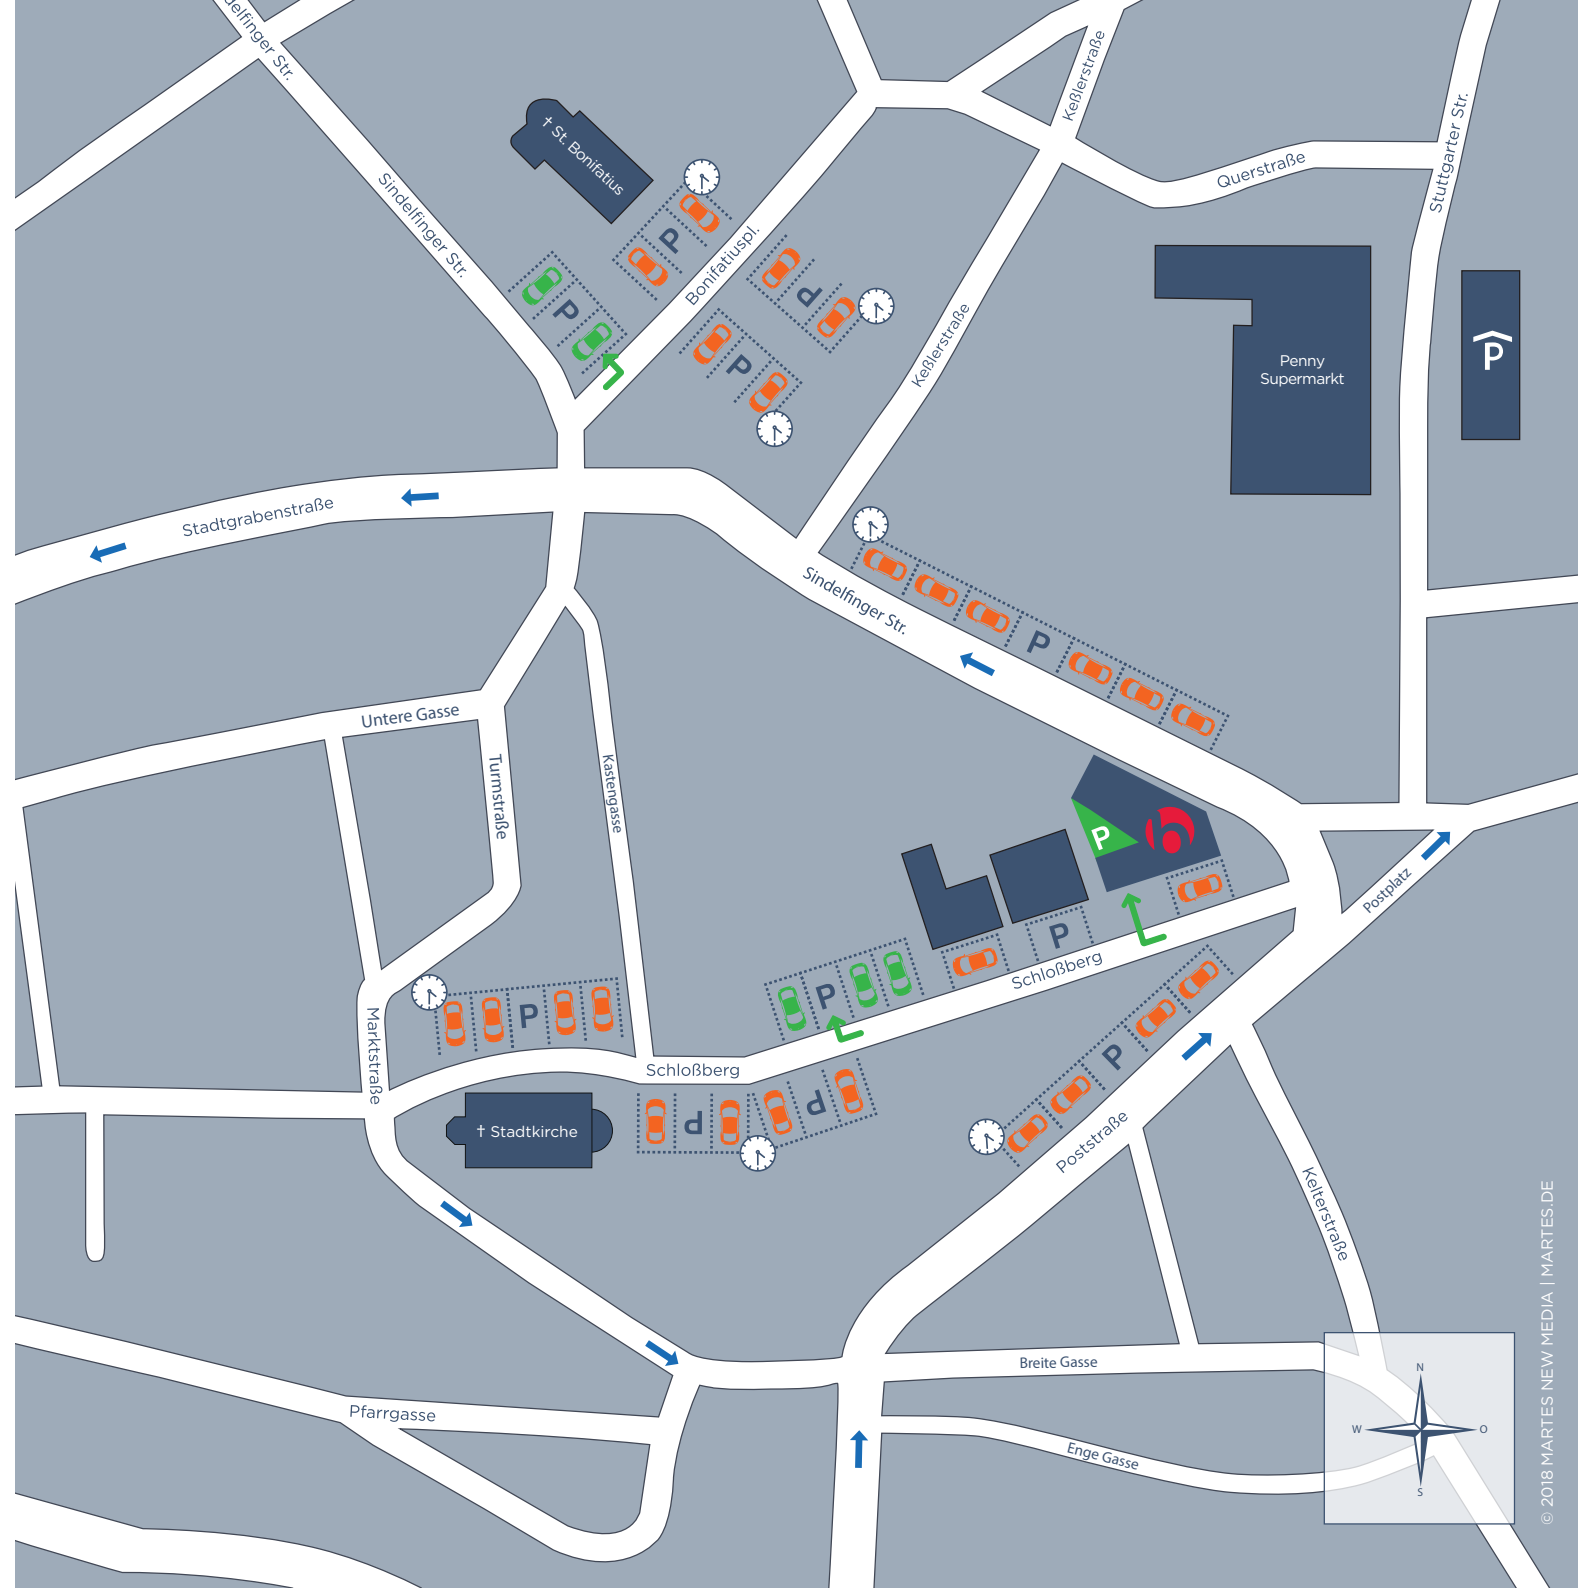 Sindelfinger Str.
Keßlerstraße
† St. Bonifatius
Sindelfinger Str.
Querstraße
Stuttgarter Str.
P
Bonifatiuspl.
P
P
P
Keßlerstraße
P
Penny
Supermarkt
Stadtgrabenstraße
Sindelfinger Str.
P
Untere Gasse
Turmstraße
Kastengasse
P
b
Postplatz
P
Schloßberg
P
P
Marktstraße
P
Schloßberg
P
P
† Stadtkirche
Poststraße
Kelterstraße
Breite Gasse
Pfarrgasse
Enge Gasse
N
W
O
S
© 2018 MARTES NEW MEDIA | MARTES.DE